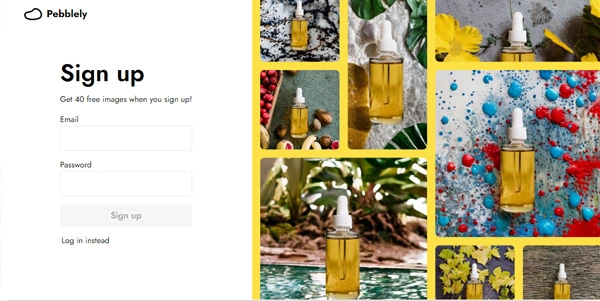 Pebblely
Sign up
Get 40 free images when you sign up!
Email
Password
Sign up
Log in instead